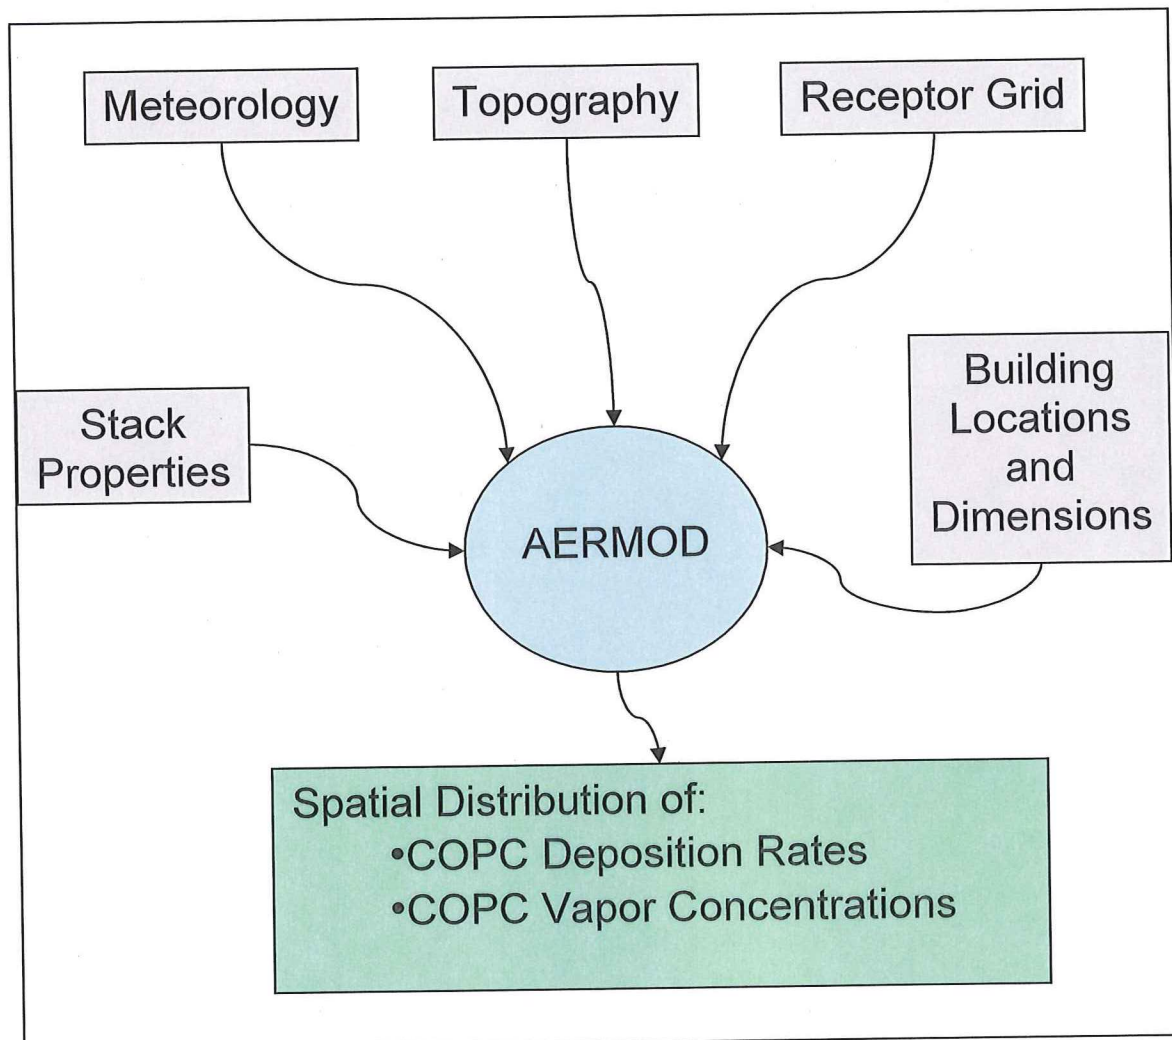 Meteorology
Topography
Receptor Grid
Stack
Properties
Building
Locations
and
Dimensions
AERMOD
Spatial Distribution of:
•COPC Deposition Rates
•COPC Vapor Concentrations